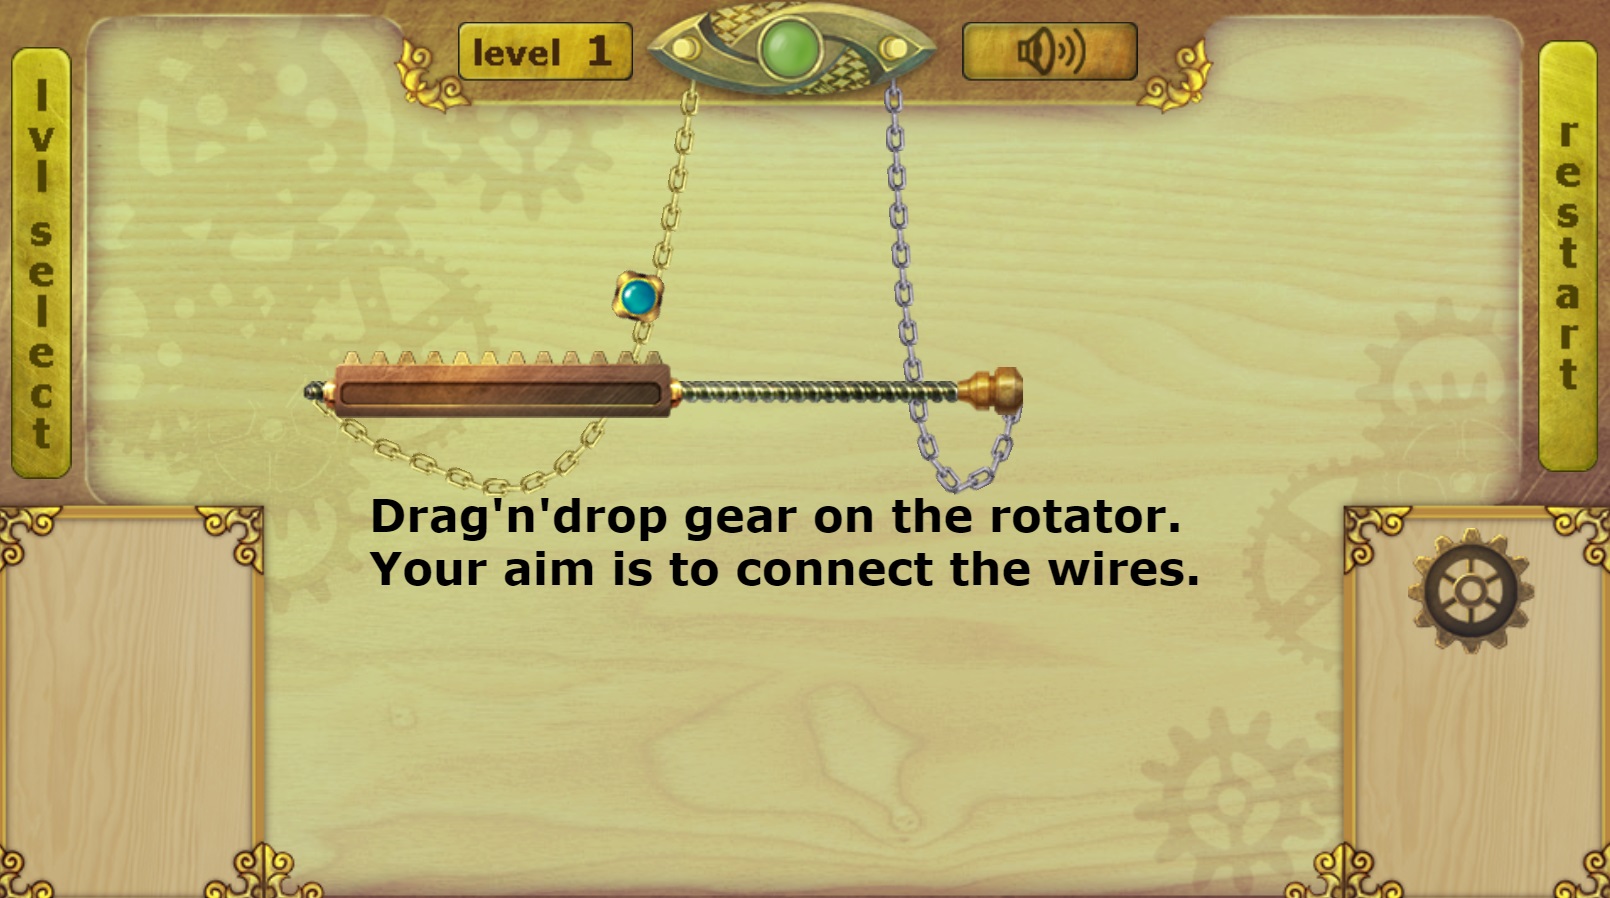 level 1
lvl select
restart
Drag'n'drop gear on the rotator.
Your aim is to connect the wires.